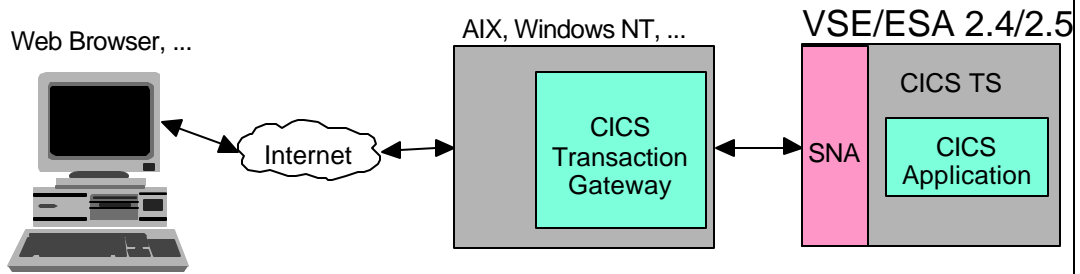 Web Browser, ...
Internet
AIX, Windows NT, ...
CICS
Transaction
Gateway
VSE/ESA 2.4/2.5
SNA
CICS TS
CICS
Application